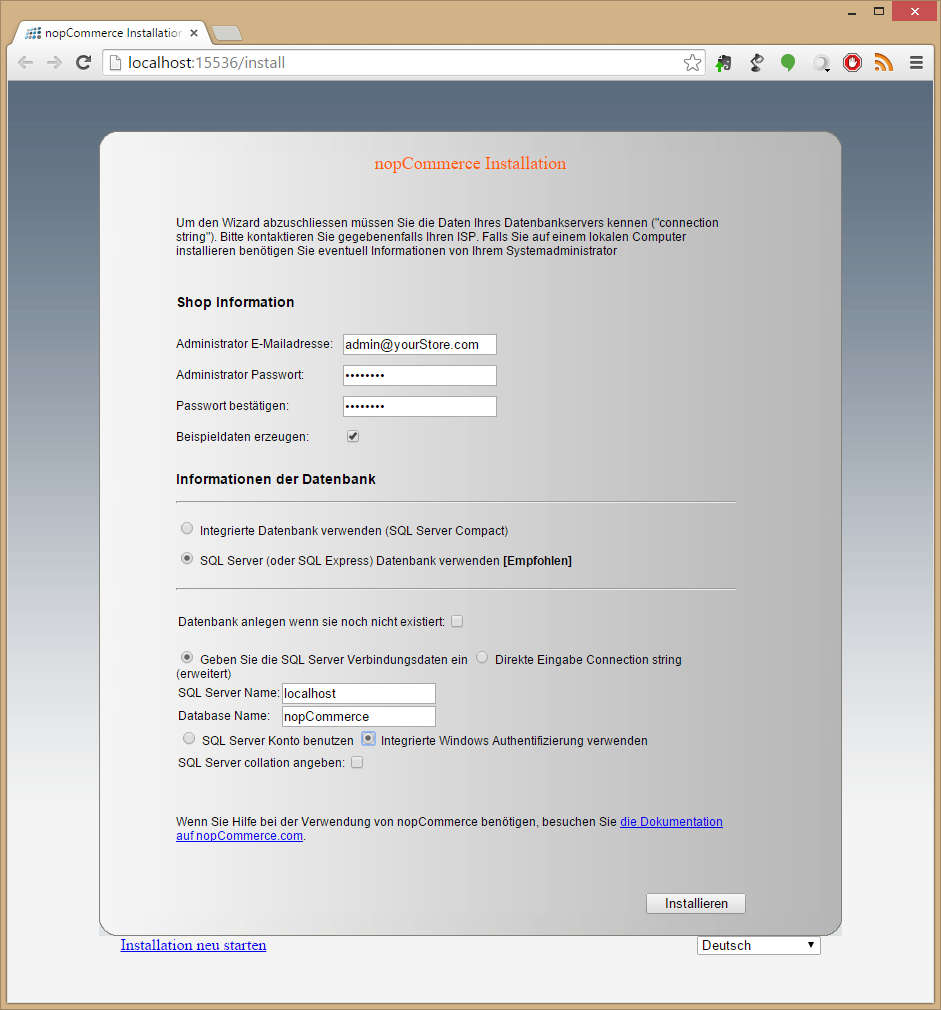 nopCommerce Installation
localhost:15536/install
nopCommerce Installation
Um den Wizard abzuschliessen müssen Sie die Daten Ihres Datenbankservers kennen ("connection
string"). Bitte kontaktieren Sie gegebenenfalls Ihren ISP. Falls Sie auf einem lokalen Computer
installieren benötigen Sie eventuell Informationen von Ihrem Systemadministrator
Shop Information
Administrator E-Mailadresse: admin@yourStore.com
Administrator Passwort: ••••••••
Passwort bestätigen: ••••••••
Beispieldaten erzeugen:
Informationen der Datenbank
Integrierte Datenbank verwenden (SQL Server Compact)
SQL Server (oder SQL Express) Datenbank verwenden [Empfohlen]
Datenbank anlegen wenn sie noch nicht existiert:
Geben Sie die SQL Server Verbindungsdaten ein Direkte Eingabe Connection string
(erweitert)
SQL Server Name: localhost
Database Name: nopCommerce
SQL Server Konto benutzen Integrierte Windows Authentifizierung verwenden
SQL Server collation angeben:
Wenn Sie Hilfe bei der Verwendung von nopCommerce benötigen, besuchen Sie die Dokumentation
auf nopCommerce.com.
Installieren
Installation neu starten Deutsch